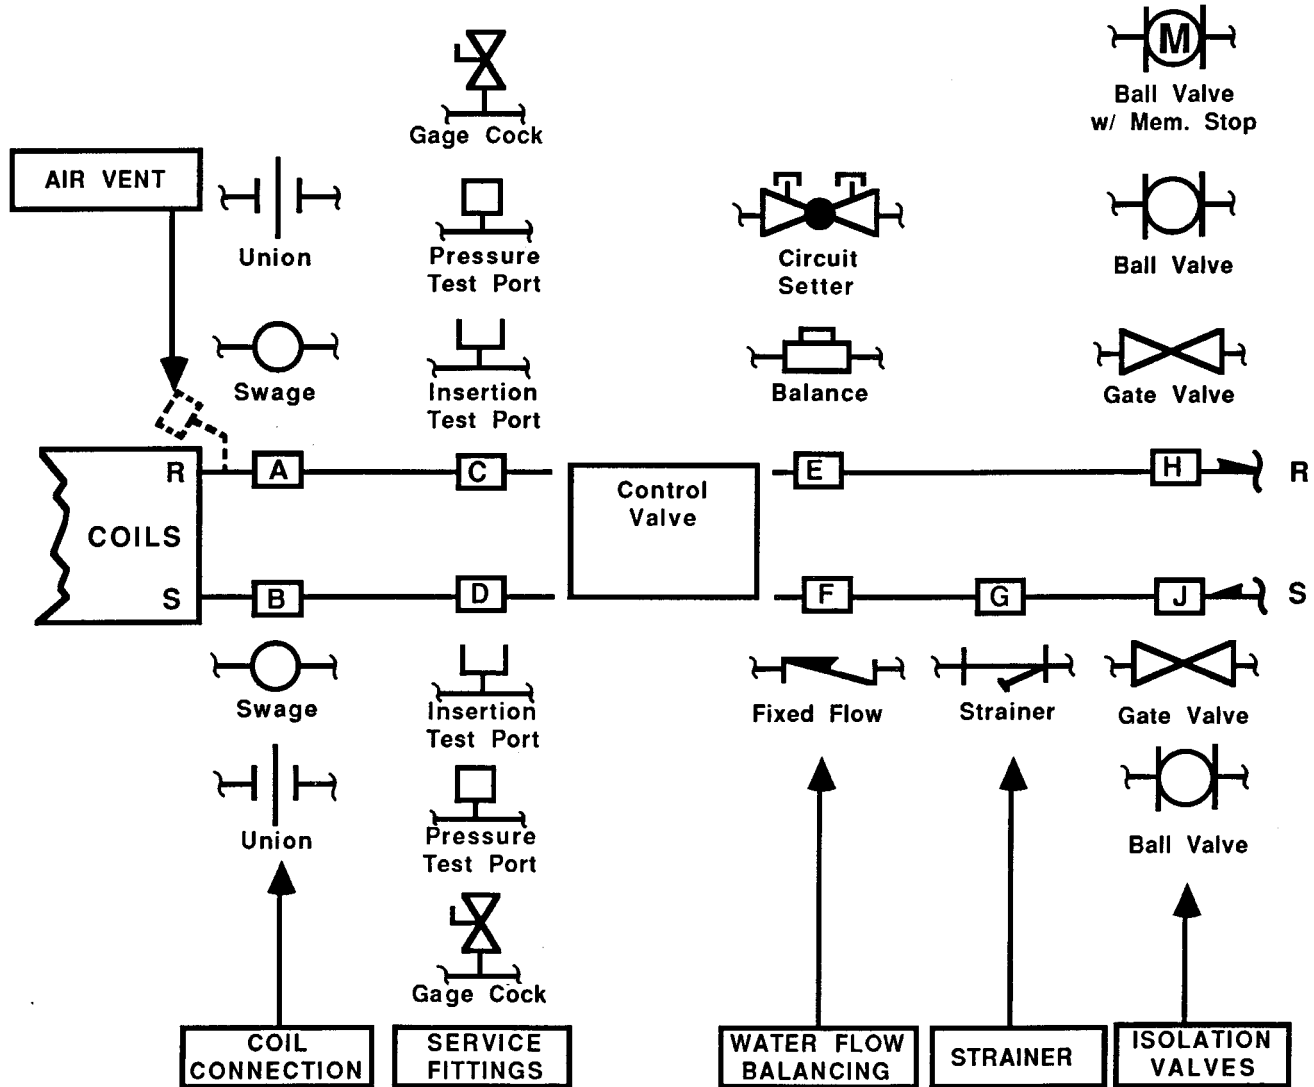 M
Ball Valve
w/ Mem. Stop
Gage Cock
AIR VENT
Union
Pressure
Test Port
Circuit
Setter
Ball Valve
Swage
Insertion
Test Port
Balance
Gate Valve
R
A
C
Control
Valve
E
H
R
COILS
S
B
D
F
G
J
S
Swage
Insertion
Test Port
Fixed Flow
Strainer
Gate Valve
Union
Pressure
Test Port
Ball Valve
Gage Cock
COIL
CONNECTION
SERVICE
FITTINGS
WATER FLOW
BALANCING
STRAINER
ISOLATION
VALVES